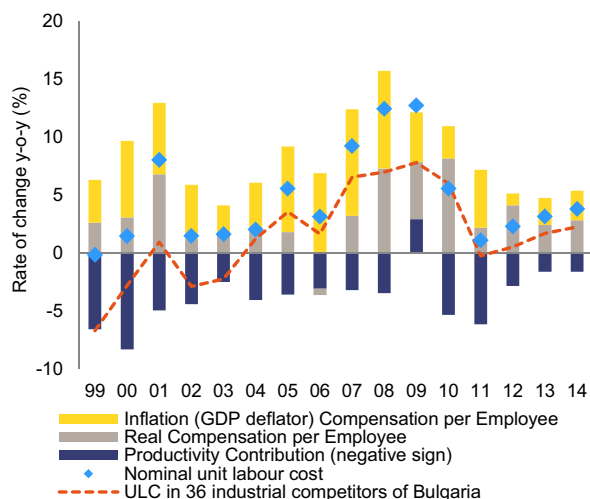 20
15
10
5
0
-5
-10
Rate of change y-o-y (%)
99 00 01 02 03 04 05 06 07 08 09 10 11 12 13 14
Inflation (GDP deflator) Compensation per Employee
Real Compensation per Employee
Productivity Contribution (negative sign)
Nominal unit labour cost
ULC in 36 industrial competitors of Bulgaria